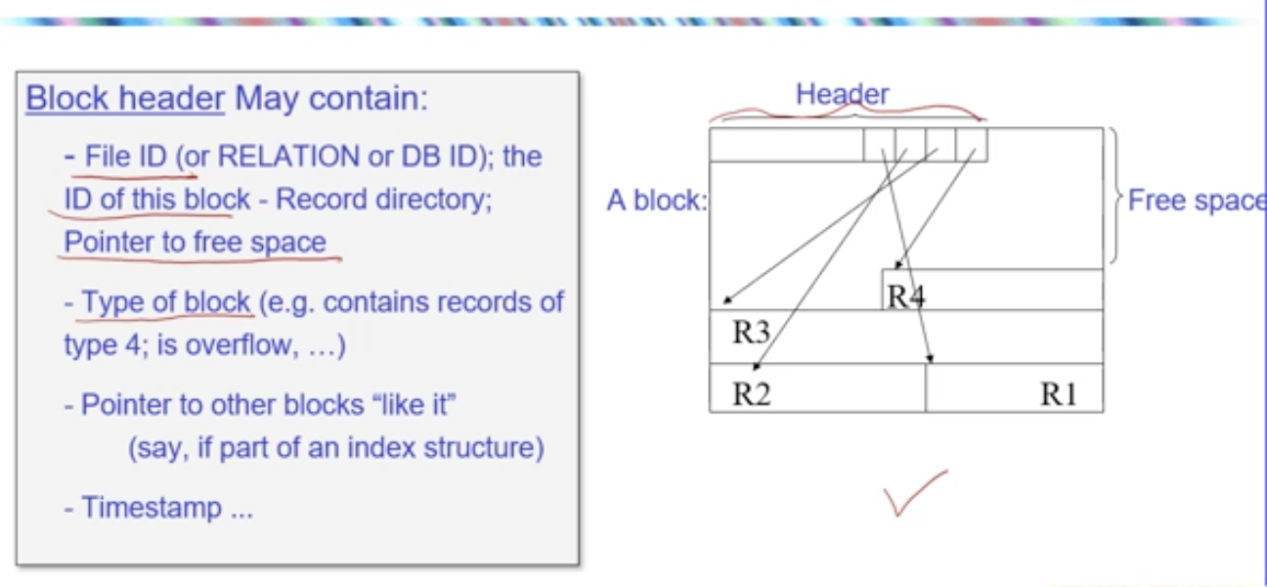 Block header May contain:
- File ID (or RELATION or DB ID); the
ID of this block - Record directory;
Pointer to free space
- Type of block (e.g. contains records of
type 4; is overflow, …)
- Pointer to other blocks “like it”
(say, if part of an index structure)
- Timestamp ...
Header
A block:
Free space
R4
R3
R2
R1